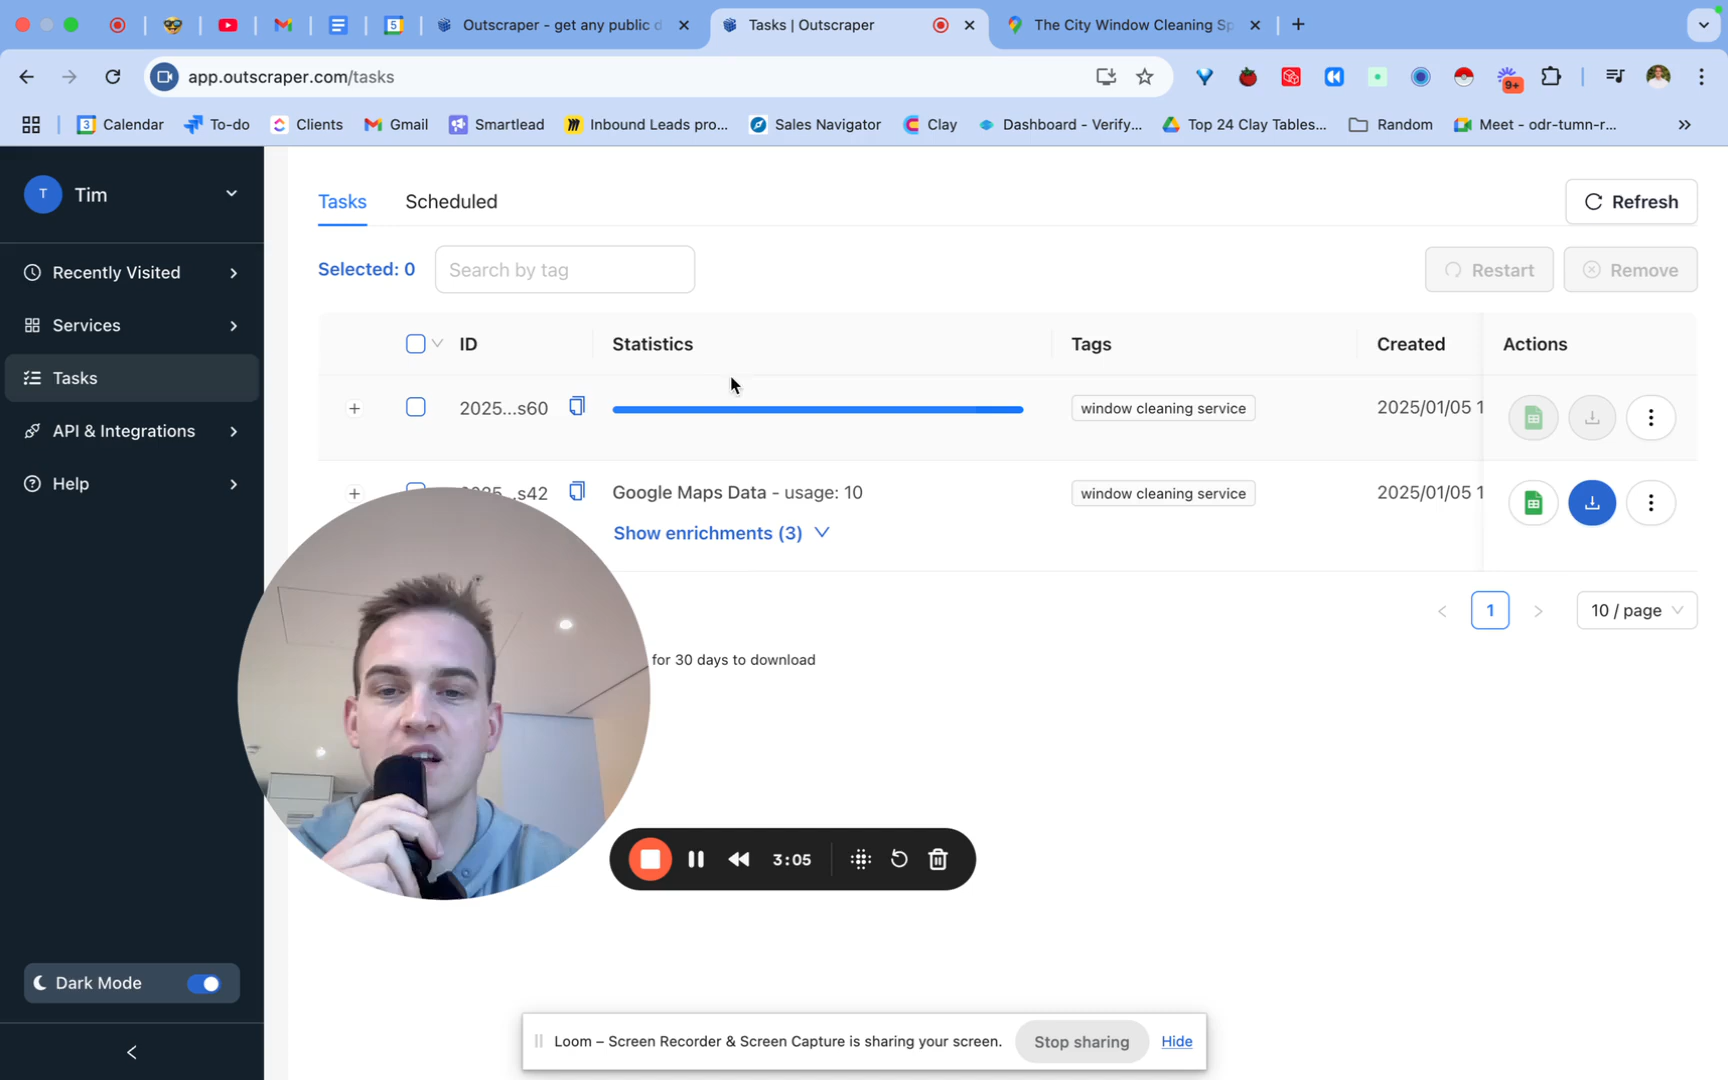 Outscraper - get any public d
Tasks | Outscraper
The City Window Cleaning Sp
app.outscraper.com/tasks
9+
Calendar
To-do
Clients
Gmail
Smartlead
Inbound Leads pro...
Sales Navigator
Clay
Dashboard - Verify,...
Top 24 Clay Tables...
Random
Meet - odr-tumn-r...
T
Tim
Recently Visited
Services
Tasks
API & Integrations
Help
Dark Mode
Tasks
Scheduled
Refresh
Selected: 0
Search by tag
Restart
Remove
ID
Statistics
Tags
Created
Actions
2025...s60
window cleaning service
2025/01/05 1
2025...s42
Google Maps Data - usage: 10
window cleaning service
2025/01/05 1
Show enrichments (3)
1
10 / page
for 30 days to download
3:05
Loom – Screen Recorder & Screen Capture is sharing your screen.
Stop sharing
Hide